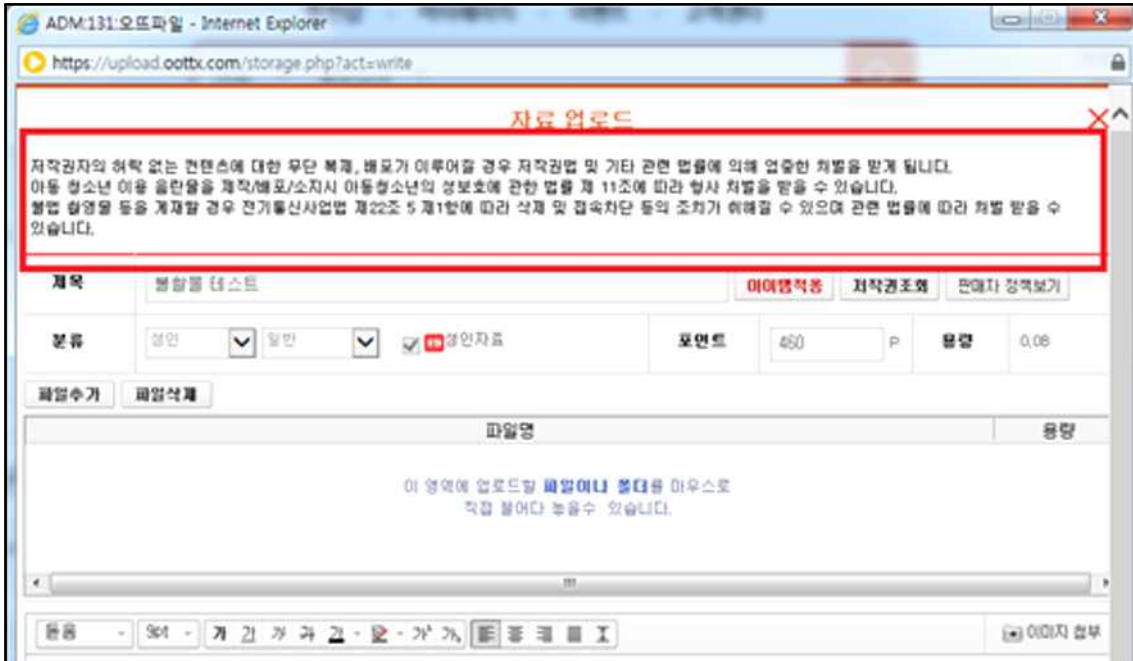 ADM:131:오뜨파일 - Internet Explorer
https://upload.oottx.com/storage.php?act=write
자료 업로드
저작권자의 허락 없는 컨텐츠에 대한 무단 복제, 배포가 이루어질 경우 저작권법 및 기타 관련 법률에 의해 엄중한 처벌을 받게 됩니다.
아동 청소년 이용 음란물을 제작/배포/소지시 아동청소년의 성보호에 관한 법률 제 11조에 따라 형사 처벌을 받을 수 있습니다.
불법 촬영물 등을 게재할 경우 전기통신사업법 제22조 5 제1항에 따라 삭제 및 접속차단 등의 조치가 취해질 수 있으며 관련 법률에 따라 처벌 받을 수
있습니다.
제목 불촬물 테스트 아이템적용 저작권조회 판매자 정책보기
분류 성인 일반 19 성인자료 포인트 460 P 용량 0.08
파일추가 파일삭제
파일명 용량
이 영역에 업로드할 파일이나 폴더를 마우스로
직접 끌어다 놓을수 있습니다.
돋움 9pt 가 가 가 가 가 가 가 이미지 첨부